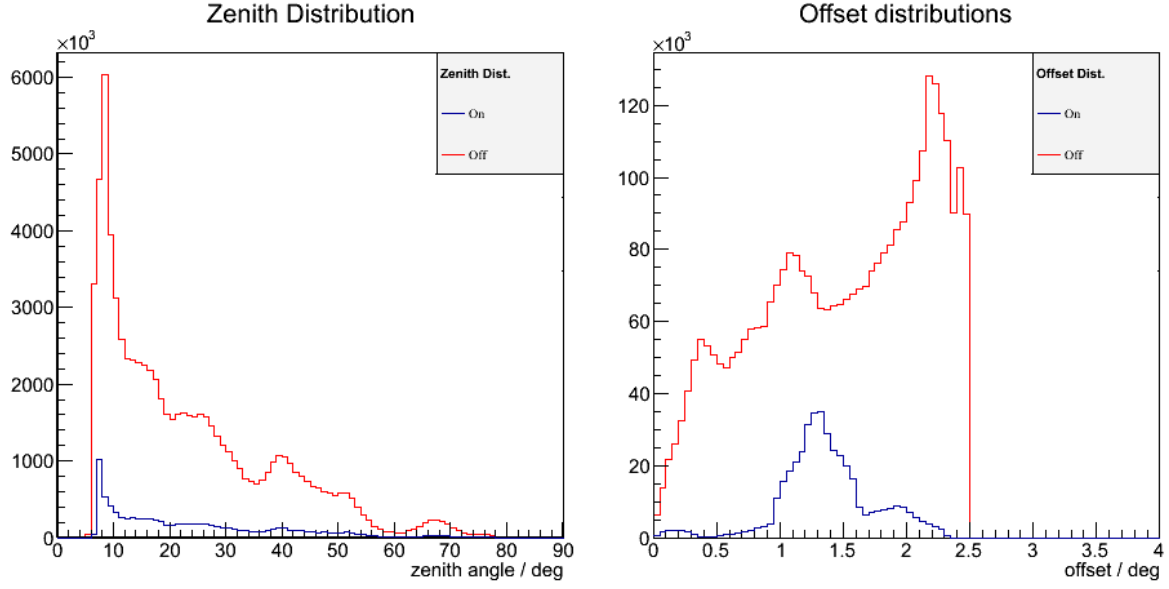 Zenith Distribution
×10³
6000
5000
4000
3000
2000
1000
0
0 10 20 30 40 50 60 70 80 90
zenith angle / deg
Zenith Dist.
On
Off
Offset distributions
×10³
120
100
80
60
40
20
0
0 0.5 1 1.5 2 2.5 3 3.5 4
offset / deg
Offset Dist.
On
Off